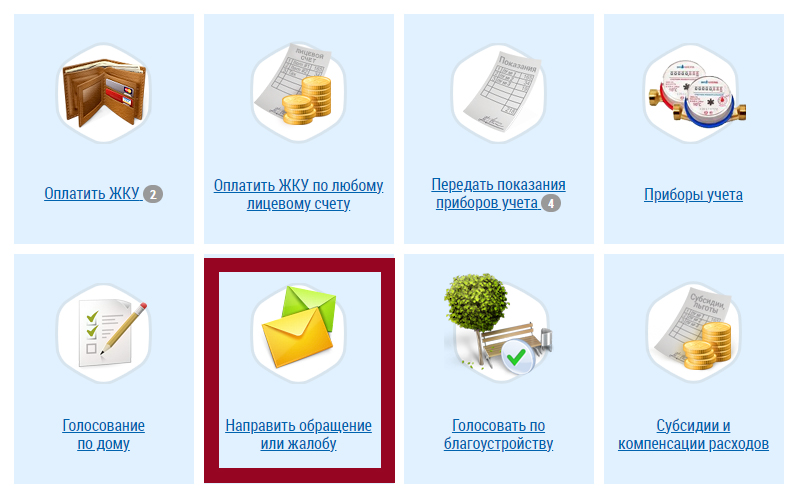 ЛИЦЕВОЙ
СЧЕТ
Показания
Оплатить ЖКУ 2
Оплатить ЖКУ по любому
лицевому счету
Передать показания
приборов учета 4
Приборы учета
Субсидии
льготы
Голосование
по дому
Направить обращение
или жалобу
Голосовать по
благоустройству
Субсидии и
компенсации расходов